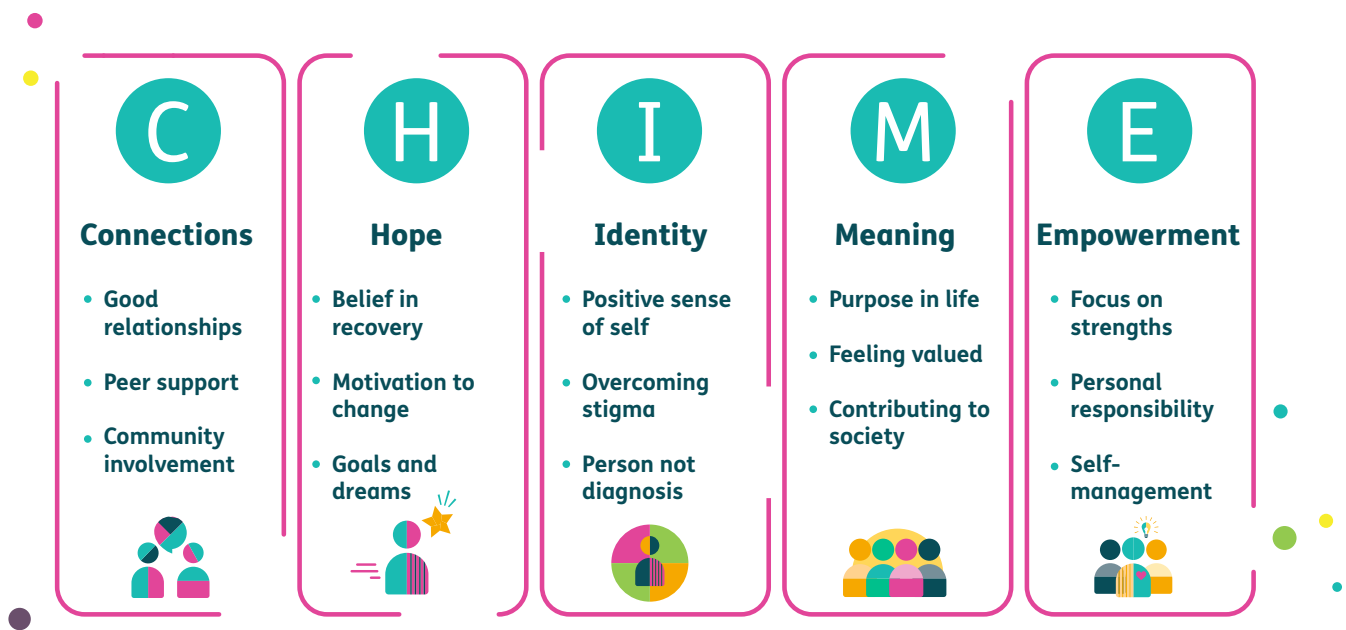 C
Connections
• Good
relationships
• Peer support
• Community
involvement
H
Hope
• Belief in
recovery
• Motivation to
change
• Goals and
dreams
I
Identity
• Positive sense
of self
• Overcoming
stigma
• Person not
diagnosis
M
Meaning
• Purpose in life
• Feeling valued
• Contributing to
society
E
Empowerment
• Focus on
strengths
• Personal
responsibility
• Self-
management